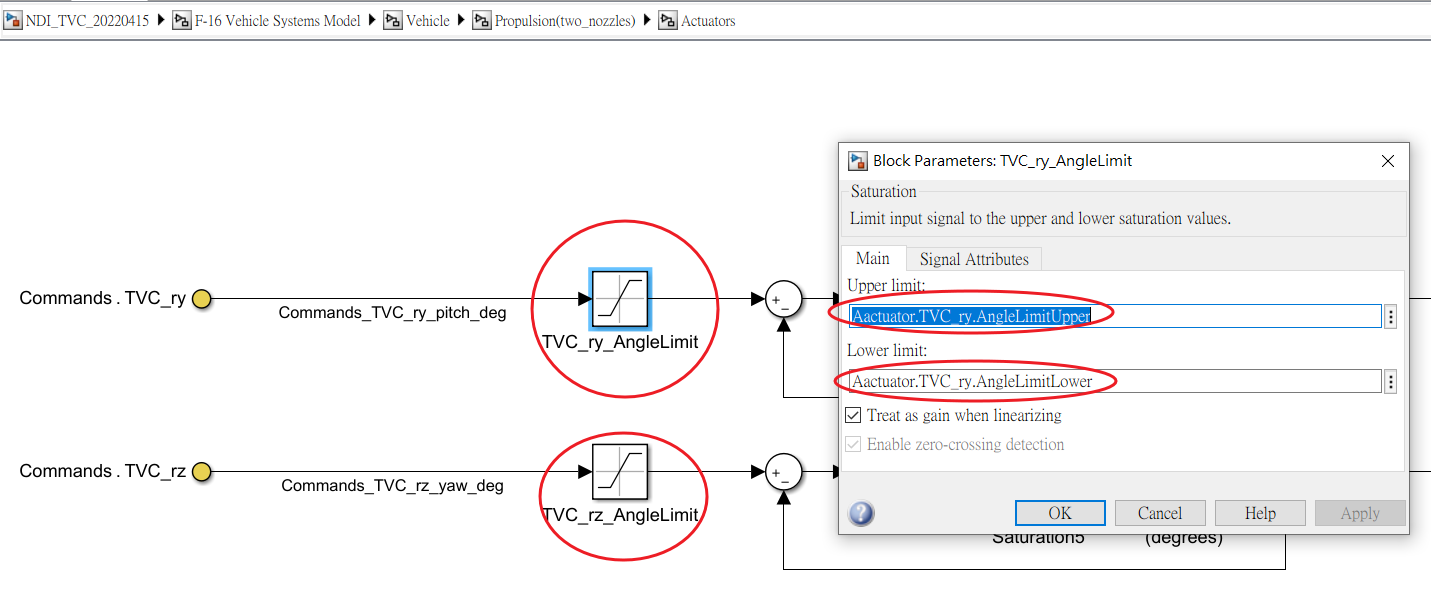 NDI_TVC_20220415 F-16 Vehicle Systems Model Vehicle Propulsion(two_nozzles) Actuators
Block Parameters: TVC_ry_AngleLimit
Saturation
Limit input signal to the upper and lower saturation values.
Main Signal Attributes
Upper limit:
Aactuator.TVC_ry.AngleLimitUpper
Lower limit:
Aactuator.TVC_ry.AngleLimitLower
Treat as gain when linearizing
Enable zero-crossing detection
OK Cancel Help Apply
Commands . TVC_ry
Commands_TVC_ry_pitch_deg
TVC_ry_AngleLimit
Commands . TVC_rz
Commands_TVC_rz_yaw_deg
TVC_rz_AngleLimit
Saturation5 (degrees)